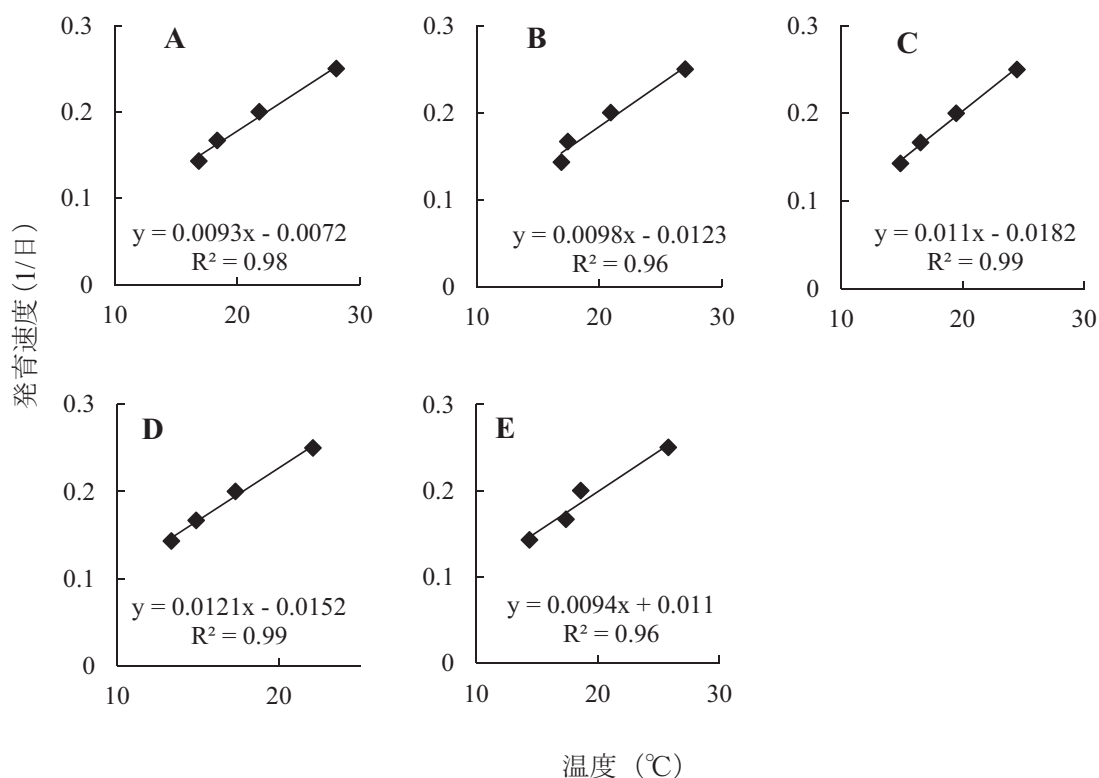 発育速度 (1/日)
A
0.3
0.2
0.1
0
10
20
30
y = 0.0093x - 0.0072
R² = 0.98
B
0.3
0.2
0.1
0
10
20
30
y = 0.0098x - 0.0123
R² = 0.96
C
0.3
0.2
0.1
0
10
20
30
y = 0.011x - 0.0182
R² = 0.99
D
0.3
0.2
0.1
0
10
20
y = 0.0121x - 0.0152
R² = 0.99
E
0.3
0.2
0.1
0
10
20
30
y = 0.0094x + 0.011
R² = 0.96
温度 (℃)